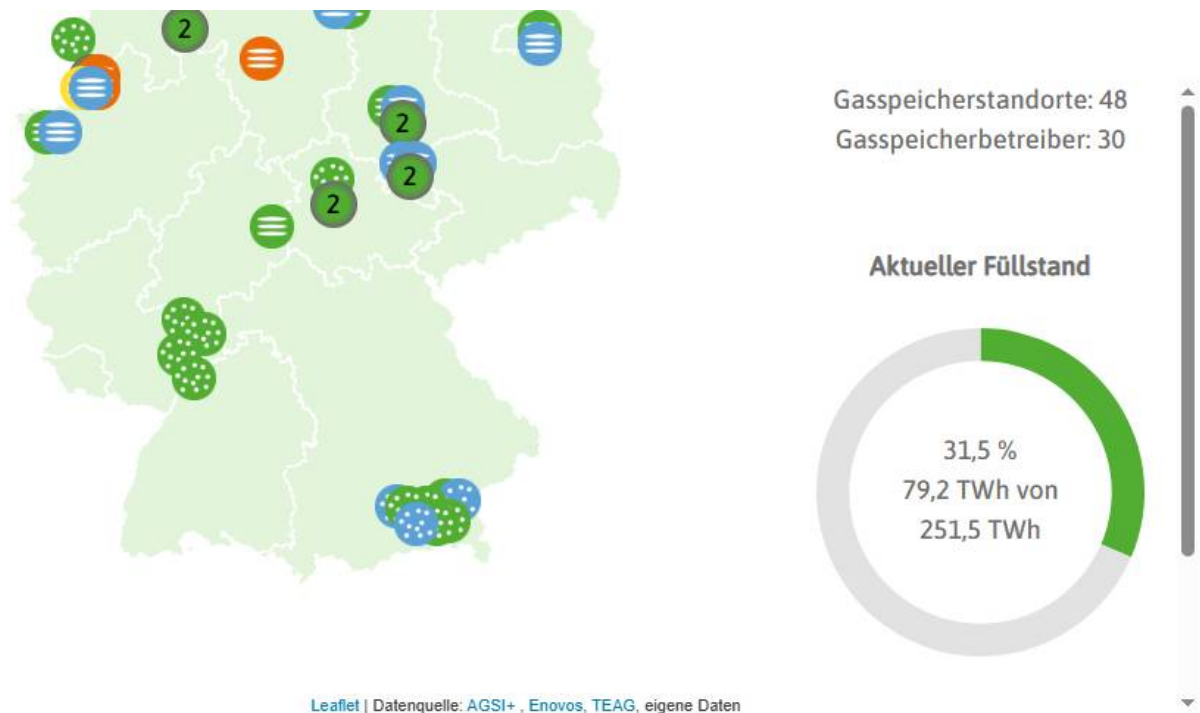 2
2
2
2
Gasspeicherstandorte: 48
Gasspeicherbetreiber: 30
Aktueller Füllstand
31,5 %
79,2 TWh von
251,5 TWh
Leaflet | Datenquelle: AGSI+ , Enovos, TEAG, eigene Daten